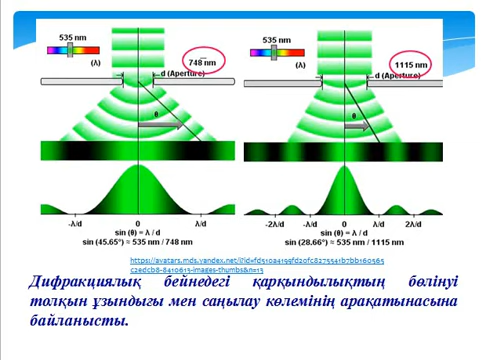 535 nm
(λ)
748 nm
d (Aperture)
θ
-λ/d 0 λ/d
sin (θ) = λ / d
sin (45.65°) ≈ 535 nm / 748 nm
535 nm
(λ)
1115 nm
d (Aperture)
θ
-2λ/d -λ/d 0 λ/d 2λ/d
sin (θ) = λ / d
sin (28.66°) ≈ 535 nm / 1115 nm
Дифракциялық бейнедегі қарқындылықтың бөлінуі
толқын ұзындығы мен саңылау көлемінің арақатынасына
байланысты.